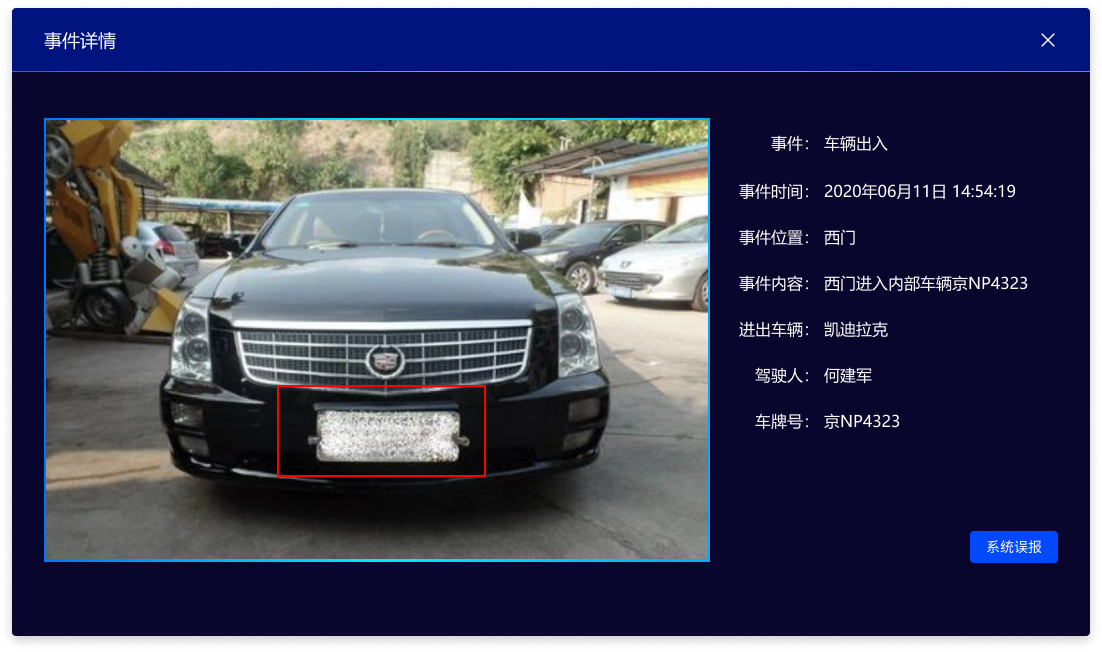 事件详情
事件： 车辆出入
事件时间： 2020年06月11日 14:54:19
事件位置： 西门
事件内容： 西门进入内部车辆京NP4323
进出车辆： 凯迪拉克
驾驶人： 何建军
车牌号： 京NP4323
系统误报